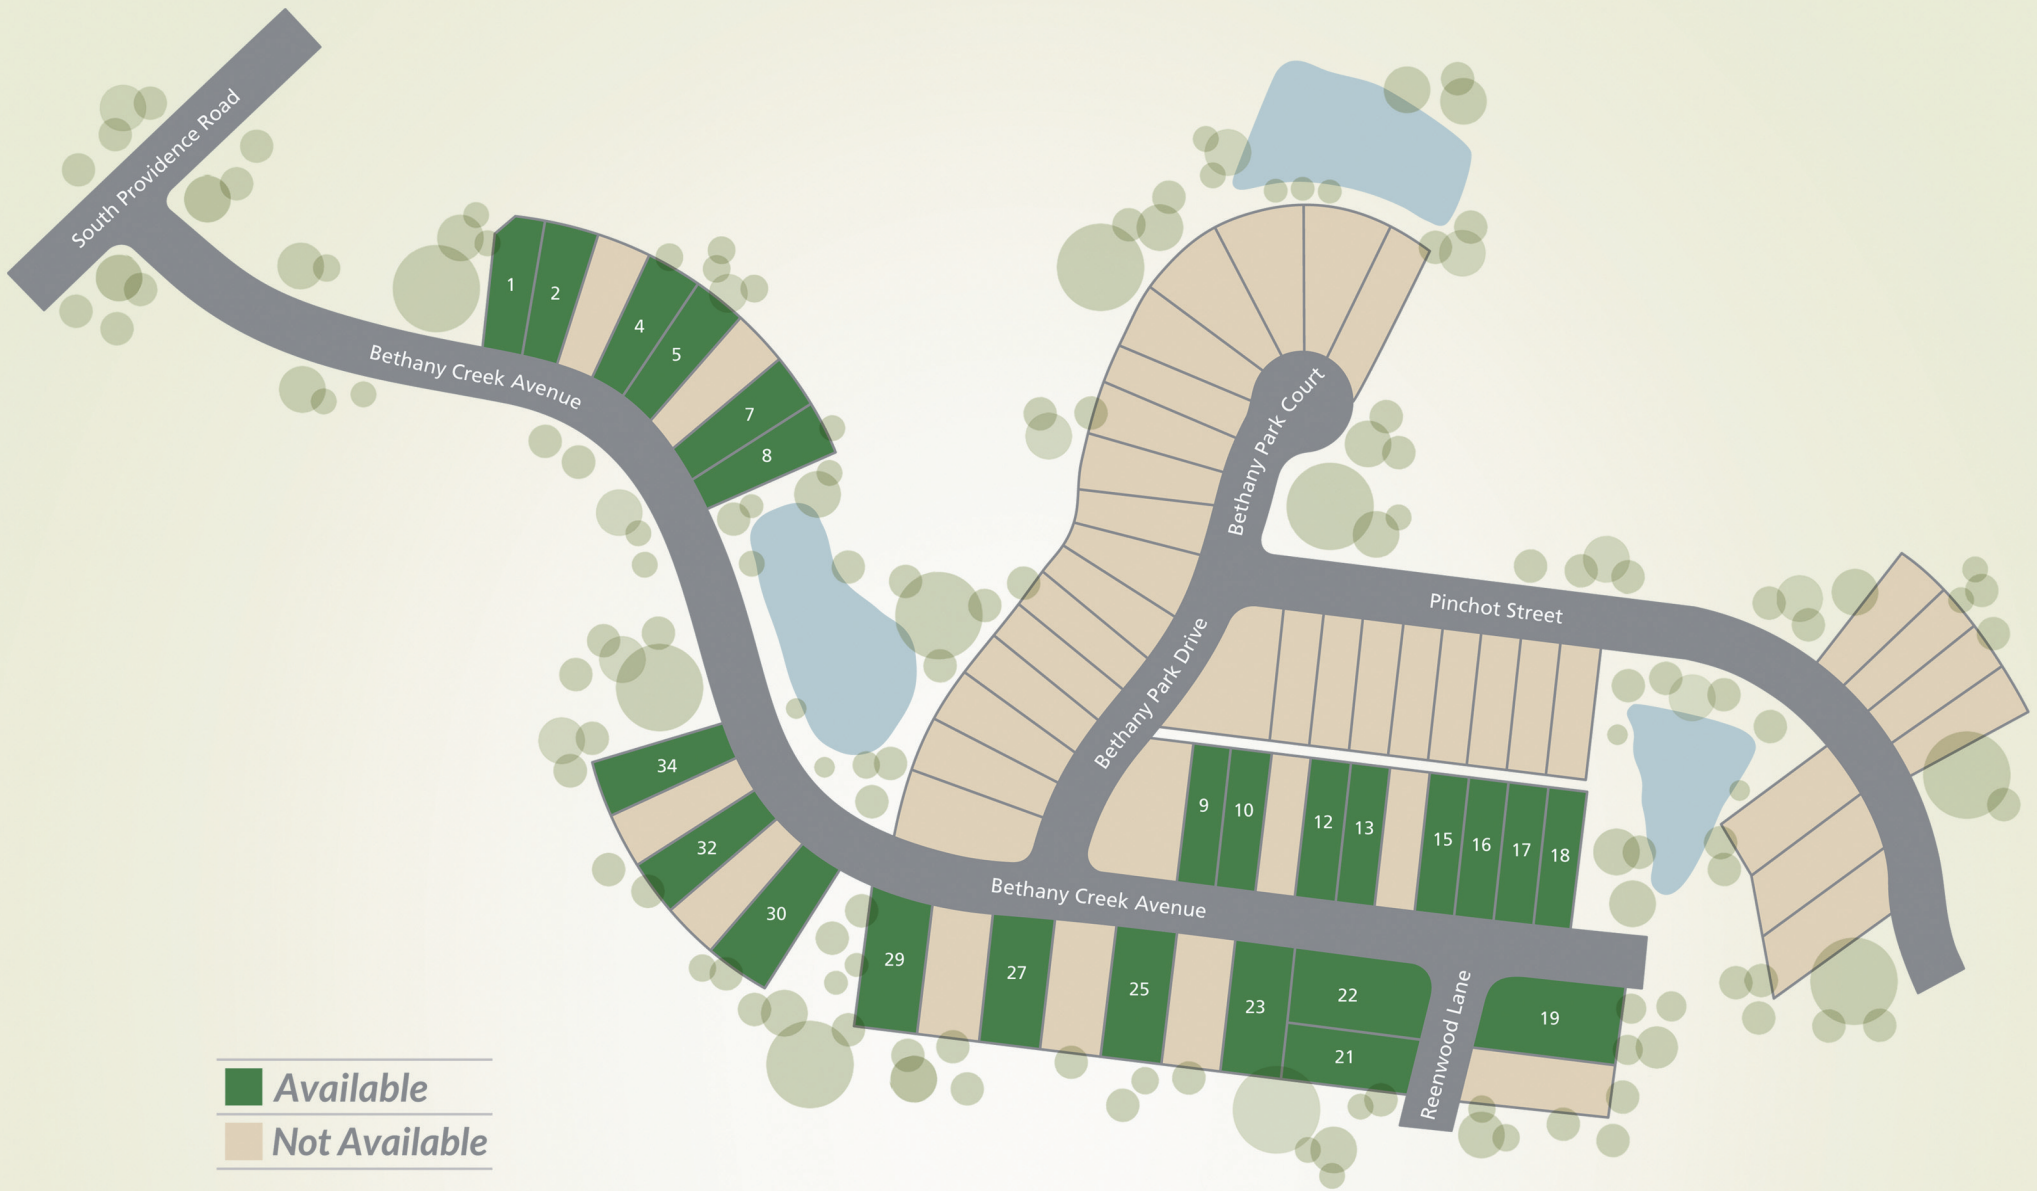 South Providence Road
Bethany Creek Avenue
1
2
4
5
7
8
Bethany Park Court
Pinchot Street
Bethany Park Drive
34
32
30
9
10
12
13
15
16
17
18
Bethany Creek Avenue
29
27
25
23
22
21
19
Reenwood Lane
Available
Not Available